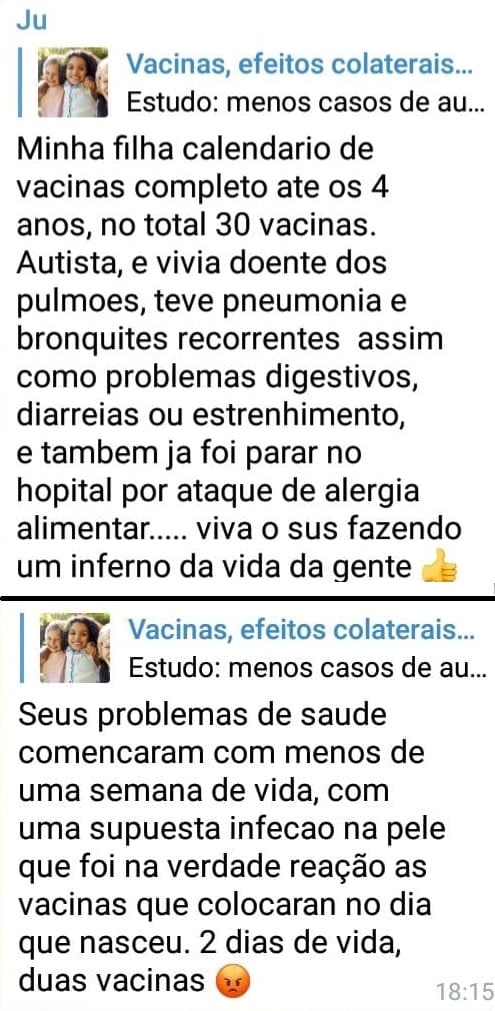 Ju
Vacinas, efeitos colaterais...
Estudo: menos casos de au...
Minha filha calendario de
vacinas completo ate os 4
anos, no total 30 vacinas.
Autista, e vivia doente dos
pulmoes, teve pneumonia e
bronquites recorrentes assim
como problemas digestivos,
diarreias ou estrenhimento,
e tambem ja foi parar no
hopital por ataque de alergia
alimentar..... viva o sus fazendo
um inferno da vida da gente 👍
Vacinas, efeitos colaterais...
Estudo: menos casos de au...
Seus problemas de saude
comencaram com menos de
uma semana de vida, com
uma supuesta infecao na pele
que foi na verdade reação as
vacinas que colocaran no dia
que nasceu. 2 dias de vida,
duas vacinas 😡
18:15